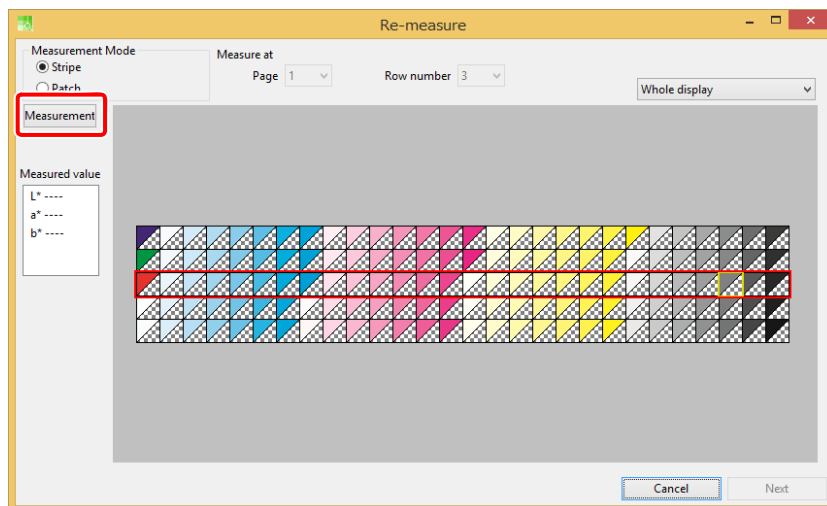 Re-measure
Measurement Mode
Stripe
Patch
Measure at
Page 1
Row number 3
Whole display
Measurement
Measured value
L* ----
a* ----
b* ----
Cancel
Next